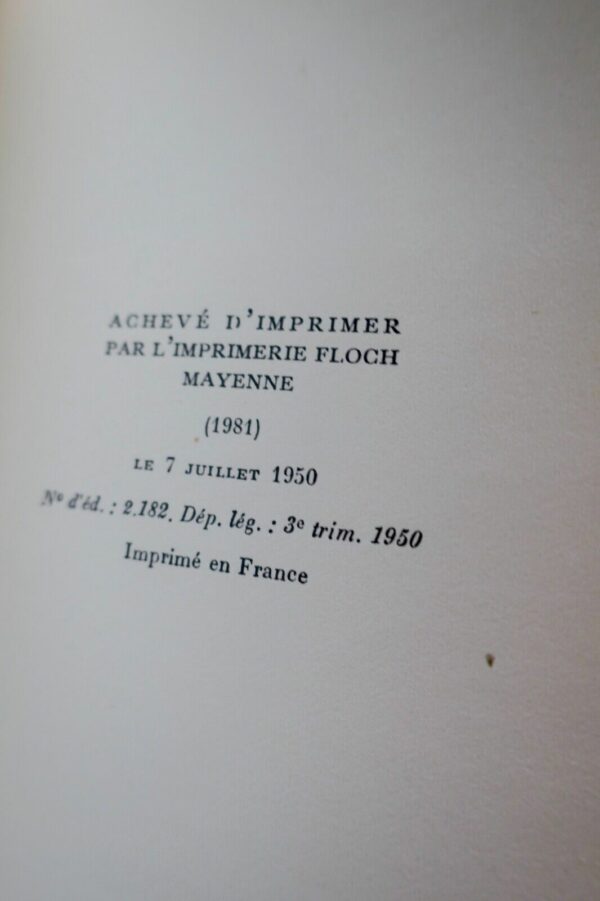 ACHEVÉ D'IMPRIMER
PAR L'IMPRIMERIE FLOCH
MAYENNE
(1981)
LE 7 JUILLET 1950
Nº d'éd. : 2.182. Dép. lég. : 3e trim. 1950
Imprimé en France